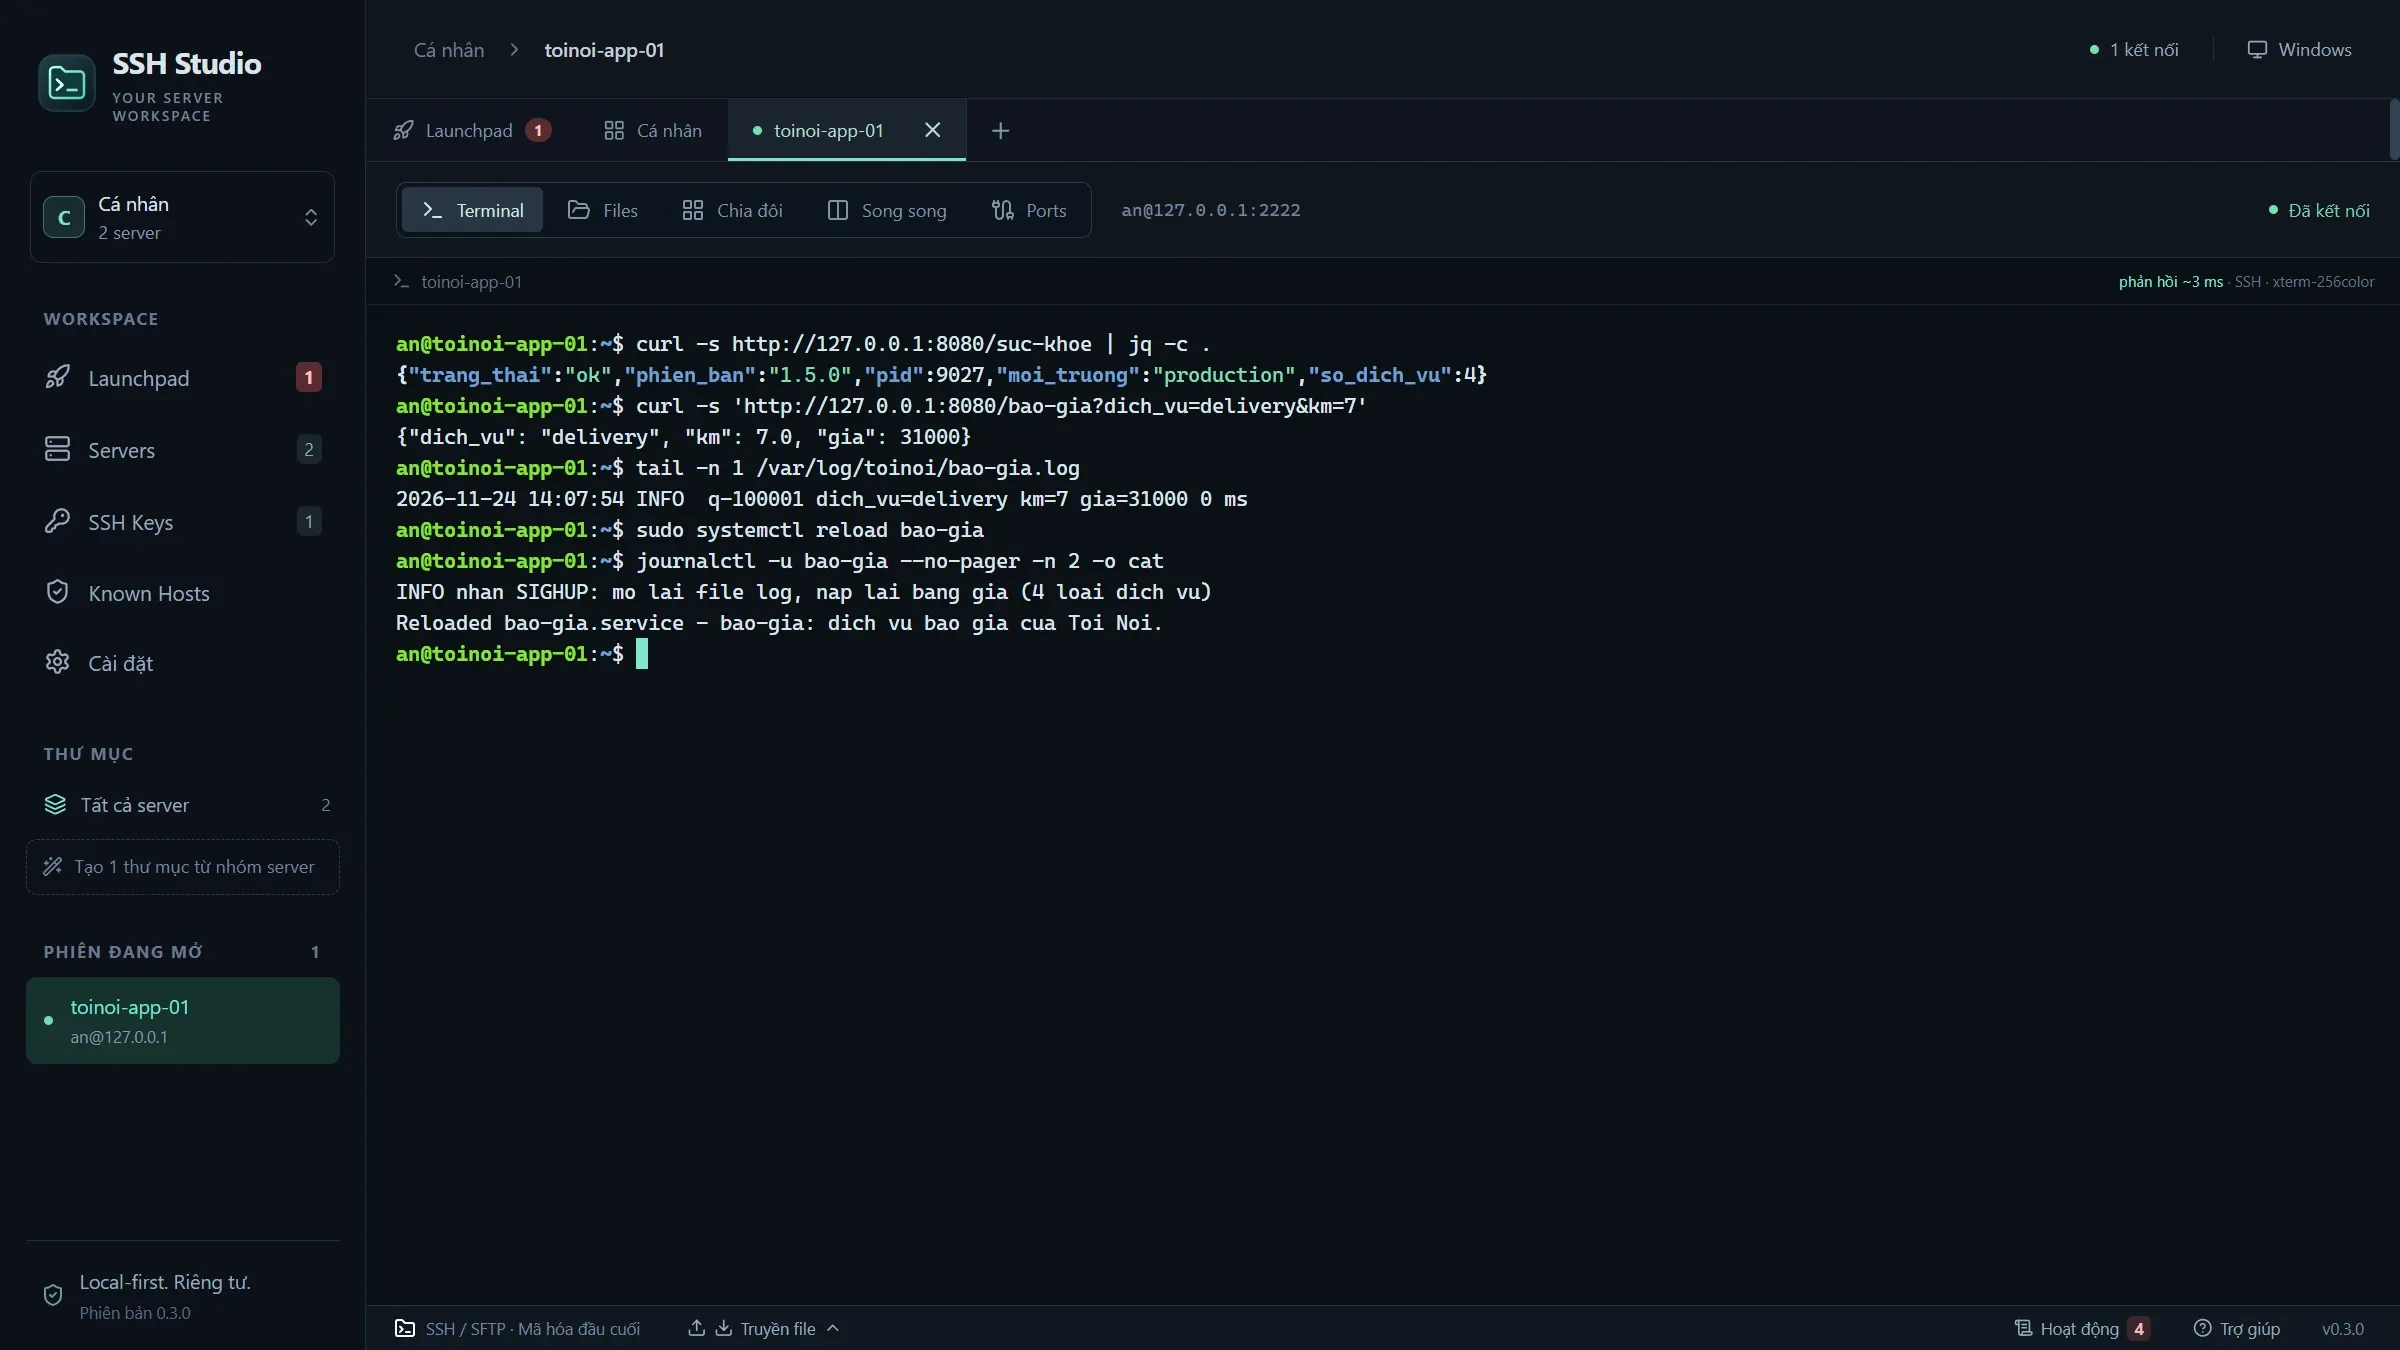 SSH Studio
YOUR SERVER
WORKSPACE
C
Cá nhân
2 server
WORKSPACE
Launchpad 1
Servers 2
SSH Keys 1
Known Hosts
Cài đặt
THƯ MỤC
Tất cả server 2
Tạo 1 thư mục từ nhóm server
PHIÊN ĐANG MỞ 1
toinoi-app-01
an@127.0.0.1
Local-first. Riêng tư.
Phiên bản 0.3.0
Cá nhân > toinoi-app-01
1 kết nối
Windows
Launchpad 1
Cá nhân
toinoi-app-01
Terminal
Files
Chia đôi
Song song
Ports
an@127.0.0.1:2222
Đã kết nối
toinoi-app-01
phản hồi ~3 ms · SSH · xterm-256color
an@toinoi-app-01:~$ curl -s http://127.0.0.1:8080/suc-khoe | jq -c .
{"trang_thai":"ok","phien_ban":"1.5.0","pid":9027,"moi_truong":"production","so_dich_vu":4}
an@toinoi-app-01:~$ curl -s 'http://127.0.0.1:8080/bao-gia?dich_vu=delivery&km=7'
{"dich_vu": "delivery", "km": 7.0, "gia": 31000}
an@toinoi-app-01:~$ tail -n 1 /var/log/toinoi/bao-gia.log
2026-11-24 14:07:54 INFO  q-100001 dich_vu=delivery km=7 gia=31000 0 ms
an@toinoi-app-01:~$ sudo systemctl reload bao-gia
an@toinoi-app-01:~$ journalctl -u bao-gia --no-pager -n 2 -o cat
INFO nhan SIGHUP: mo lai file log, nap lai bang gia (4 loai dich vu)
Reloaded bao-gia.service - bao-gia: dich vu bao gia cua Toi Noi.
an@toinoi-app-01:~$
SSH / SFTP · Mã hóa đầu cuối
Truyền file
Hoạt động 4
Trợ giúp
v0.3.0